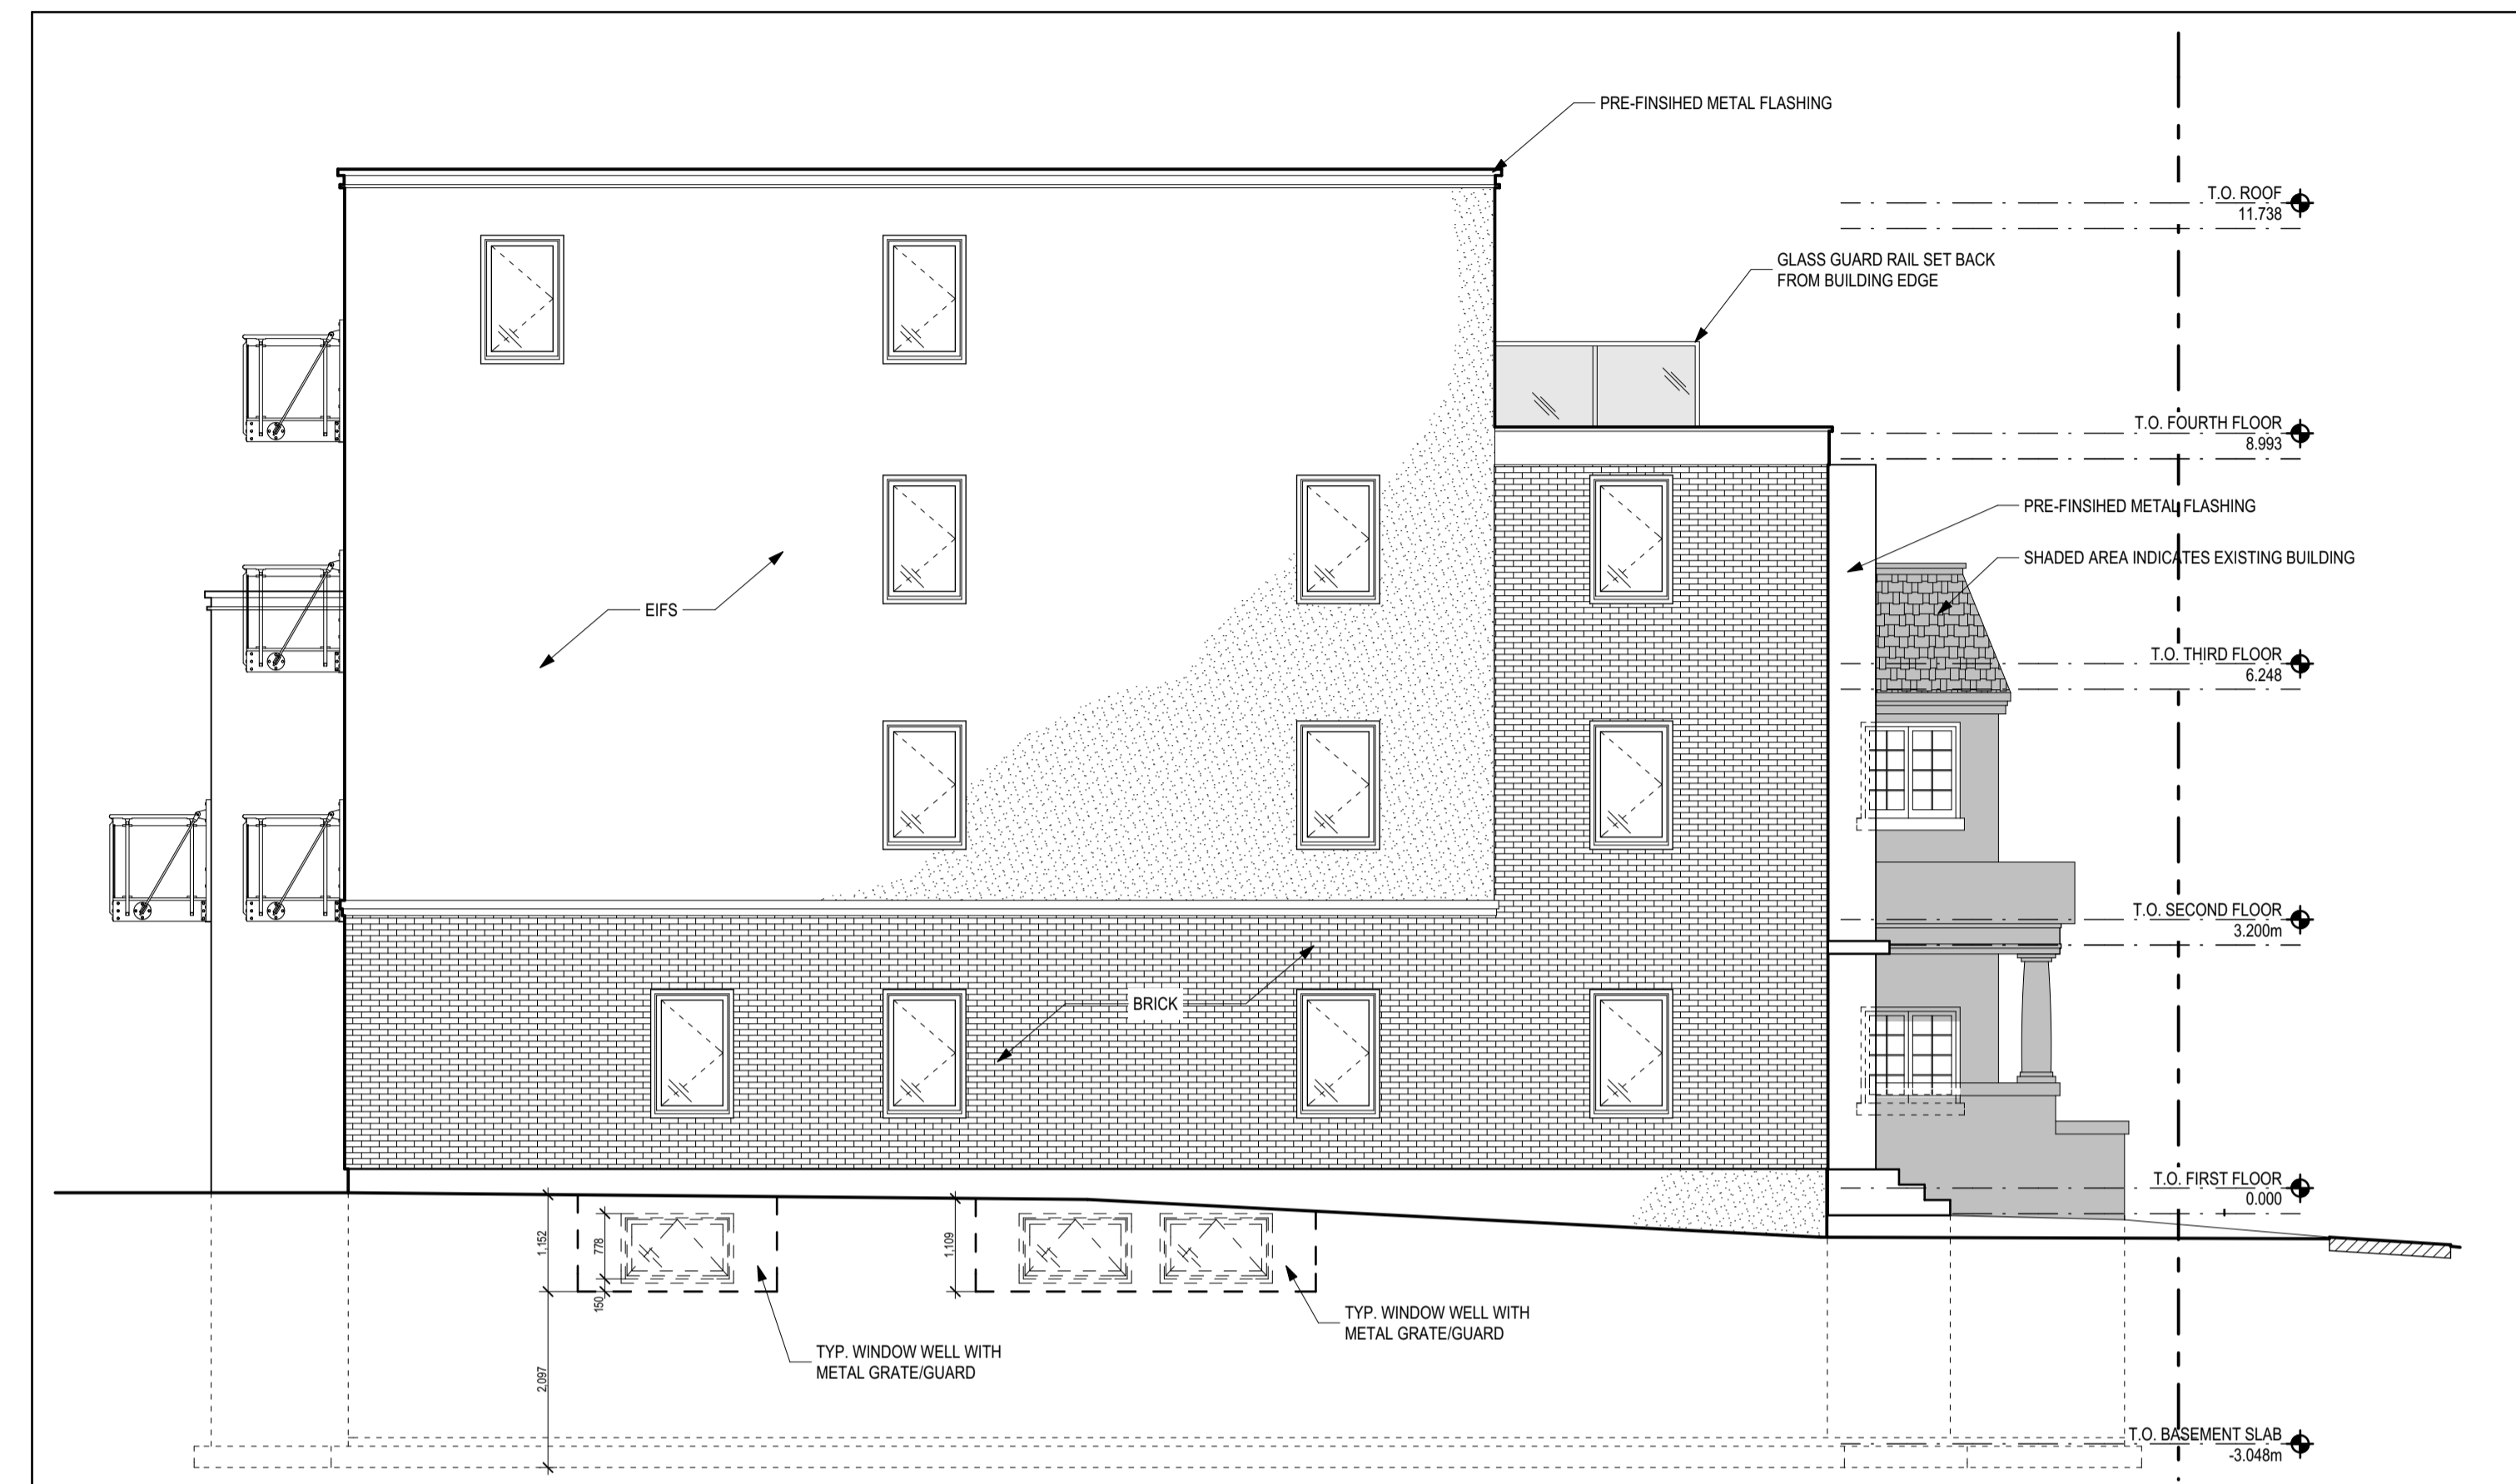 PRE-FINSIHED METAL FLASHING
T.O. ROOF
11.738
GLASS GUARD RAIL SET BACK
FROM BUILDING EDGE
T.O. FOURTH FLOOR
8.993
PRE-FINSIHED METAL FLASHING
SHADED AREA INDICATES EXISTING BUILDING
EIFS
T.O. THIRD FLOOR
6.248
T.O. SECOND FLOOR
3.200m
BRICK
T.O. FIRST FLOOR
0.000
1,152
778
150
1,109
TYP. WINDOW WELL WITH
METAL GRATE/GUARD
TYP. WINDOW WELL WITH
METAL GRATE/GUARD
2,097
T.O. BASEMENT SLAB
-3.048m